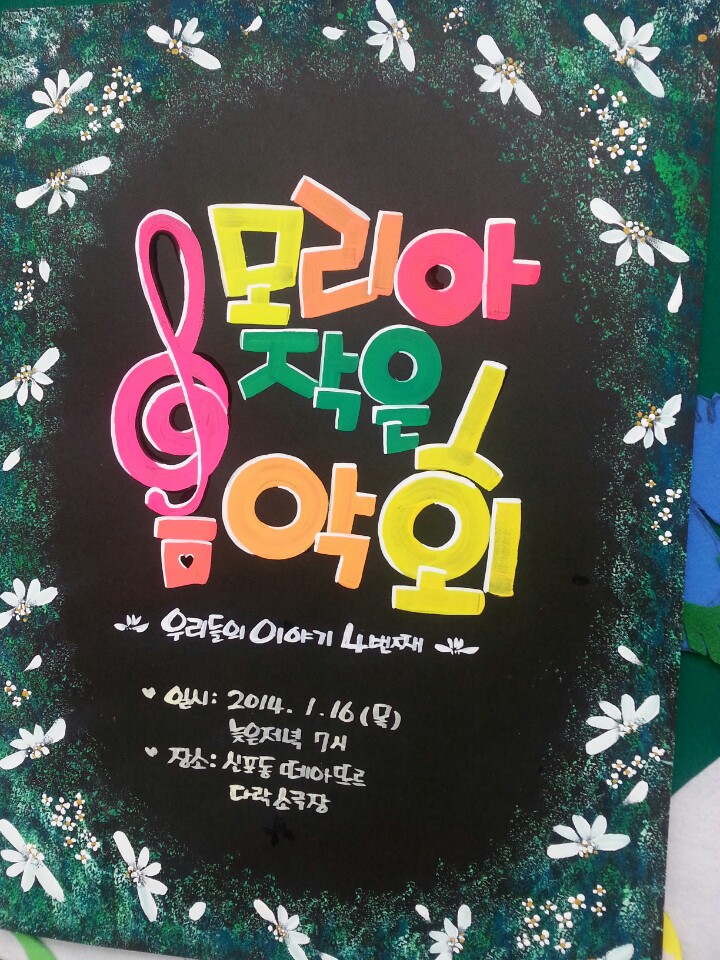 모리아
작은
음악회
우리들의 이야기 4번째
일시: 2014. 1. 16 (목)
늦은저녁 7시
장소: 신포동 떼아뜨르
다락소극장